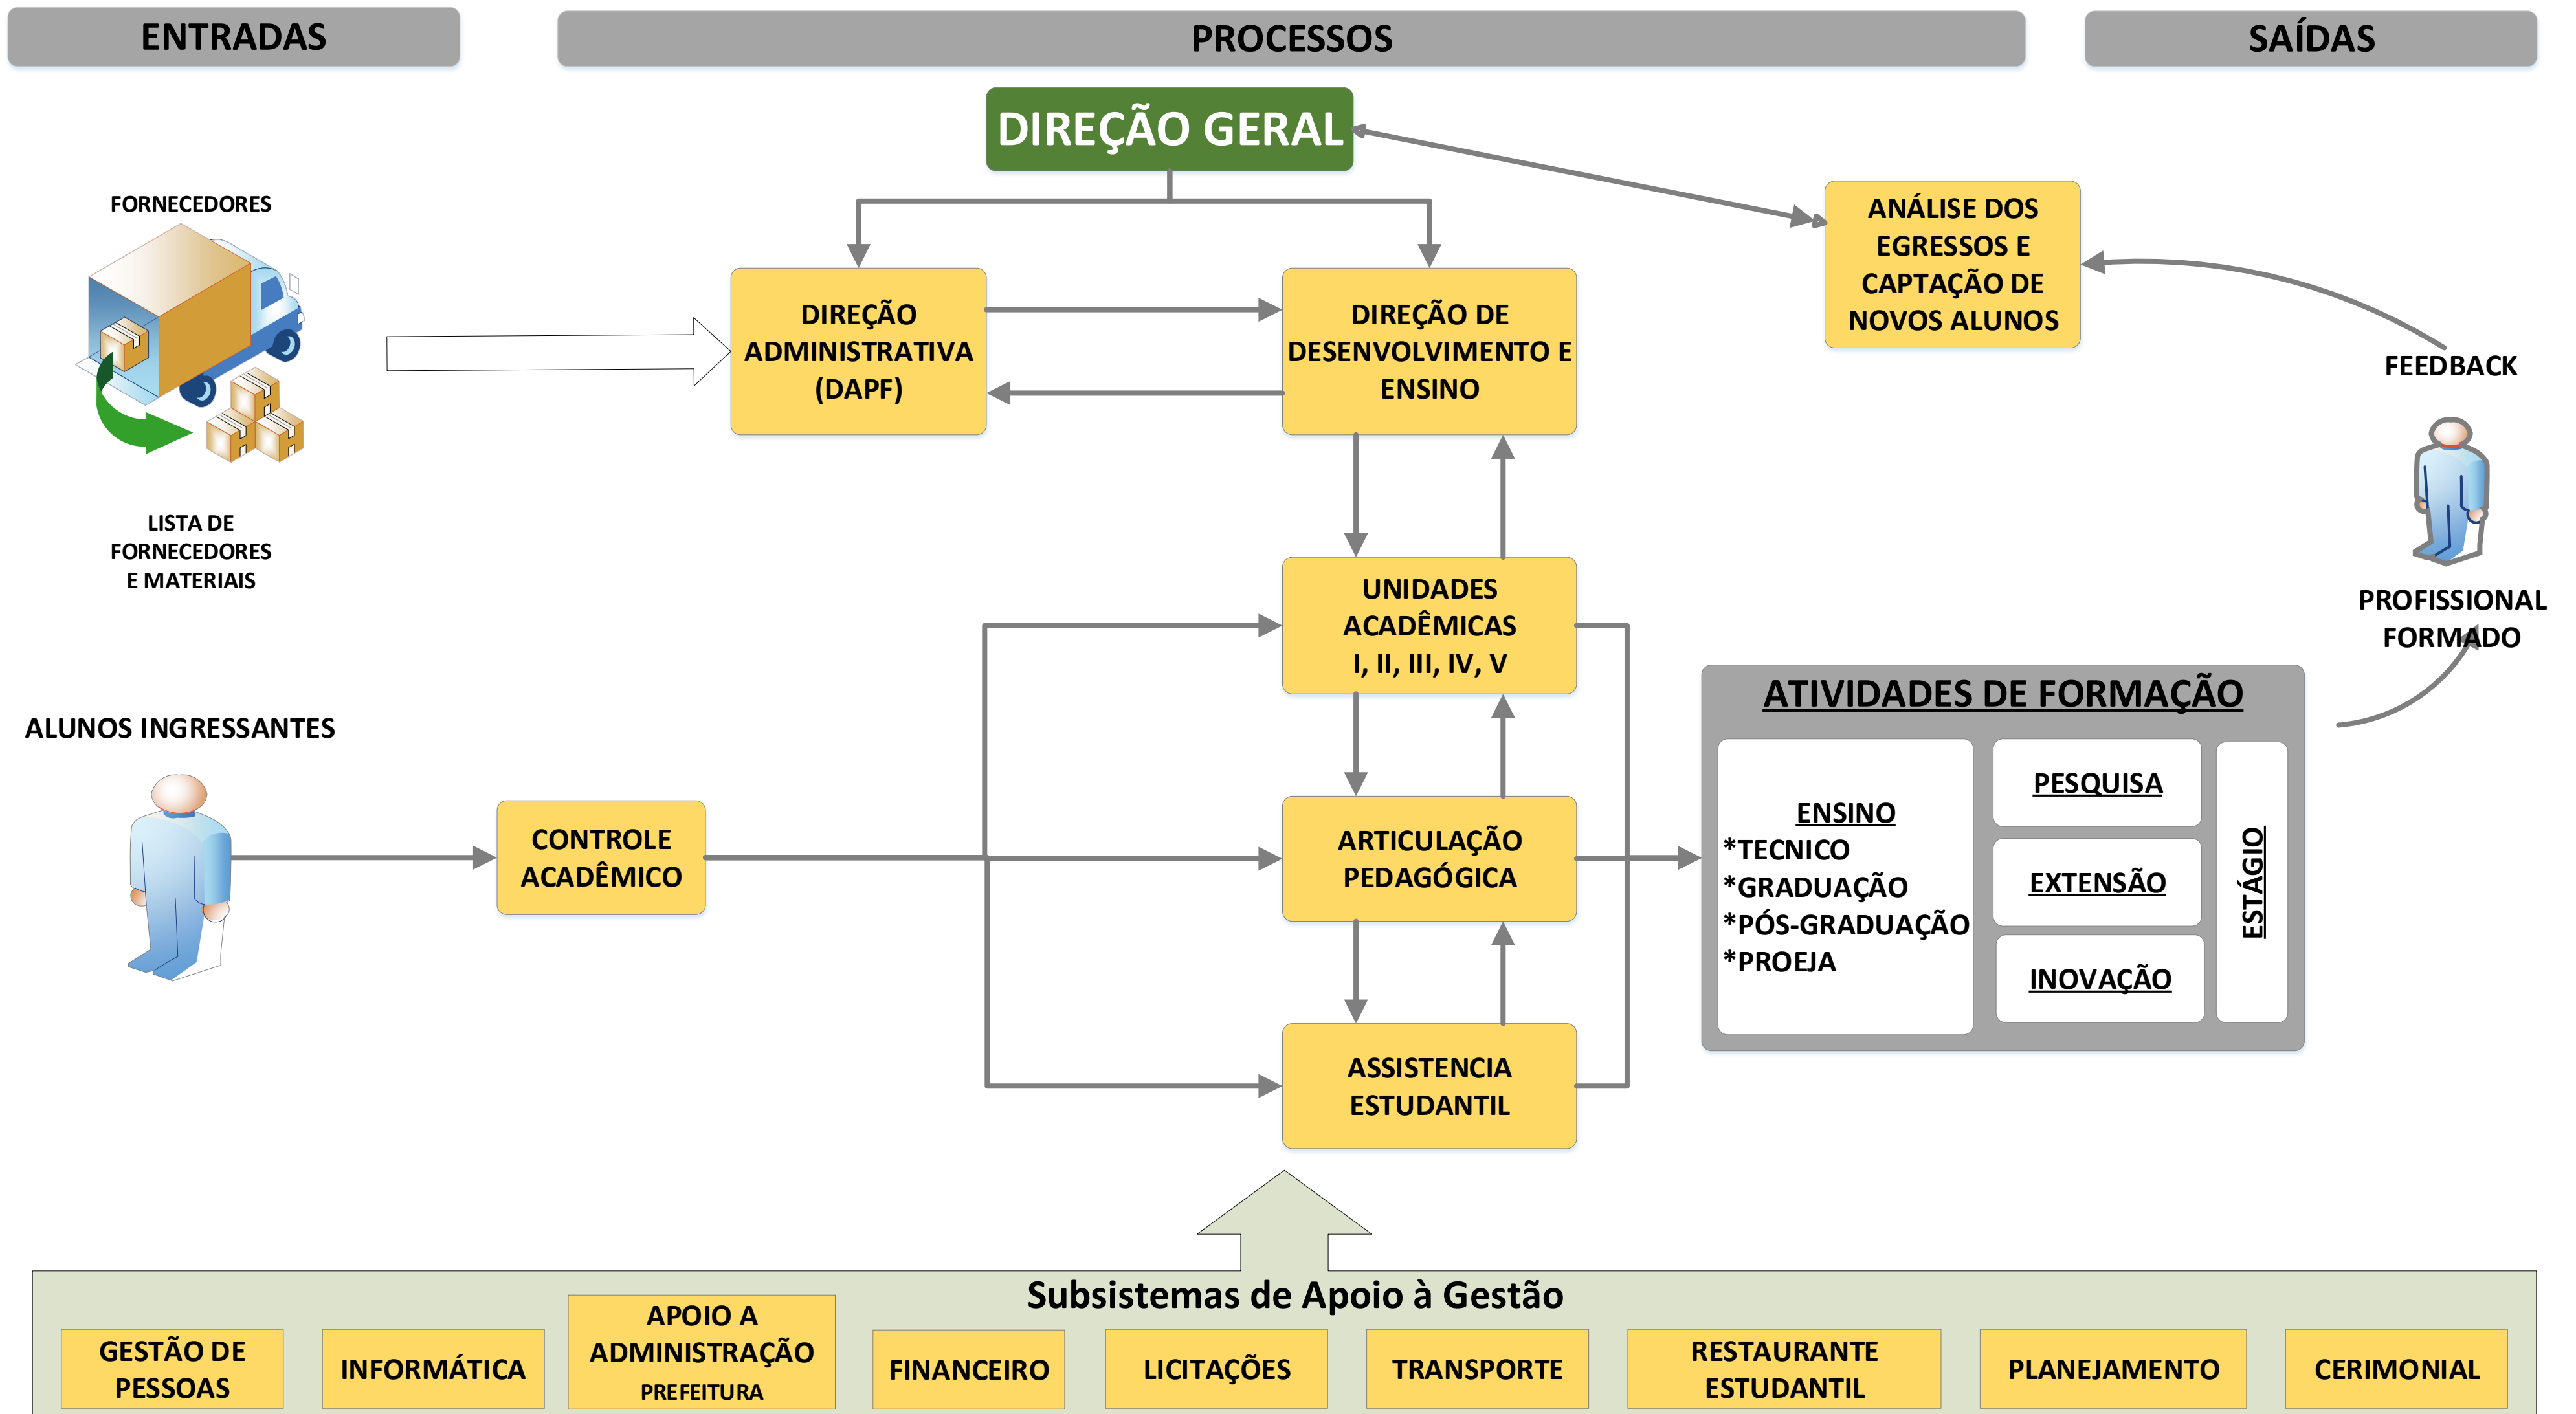 ENTRADAS
PROCESSOS
SAÍDAS
DIREÇÃO GERAL
FORNECEDORES
LISTA DE
FORNECEDORES
E MATERIAIS
DIREÇÃO
ADMINISTRATIVA
(DAPF)
DIREÇÃO DE
DESENVOLVIMENTO E
ENSINO
ANÁLISE DOS
EGRESSOS E
CAPTAÇÃO DE
NOVOS ALUNOS
FEEDBACK
PROFISSIONAL
FORMADO
UNIDADES
ACADÊMICAS
I, II, III, IV, V
ALUNOS INGRESSANTES
CONTROLE
ACADÊMICO
ARTICULAÇÃO
PEDAGÓGICA
ASSISTENCIA
ESTUDANTIL
ATIVIDADES DE FORMAÇÃO
ENSINO
*TECNICO
*GRADUAÇÃO
*PÓS-GRADUAÇÃO
*PROEJA
PESQUISA
EXTENSÃO
INOVAÇÃO
ESTÁGIO
Subsistemas de Apoio à Gestão
GESTÃO DE
PESSOAS
INFORMÁTICA
APOIO A
ADMINISTRAÇÃO
PREFEITURA
FINANCEIRO
LICITAÇÕES
TRANSPORTE
RESTAURANTE
ESTUDANTIL
PLANEJAMENTO
CERIMONIAL